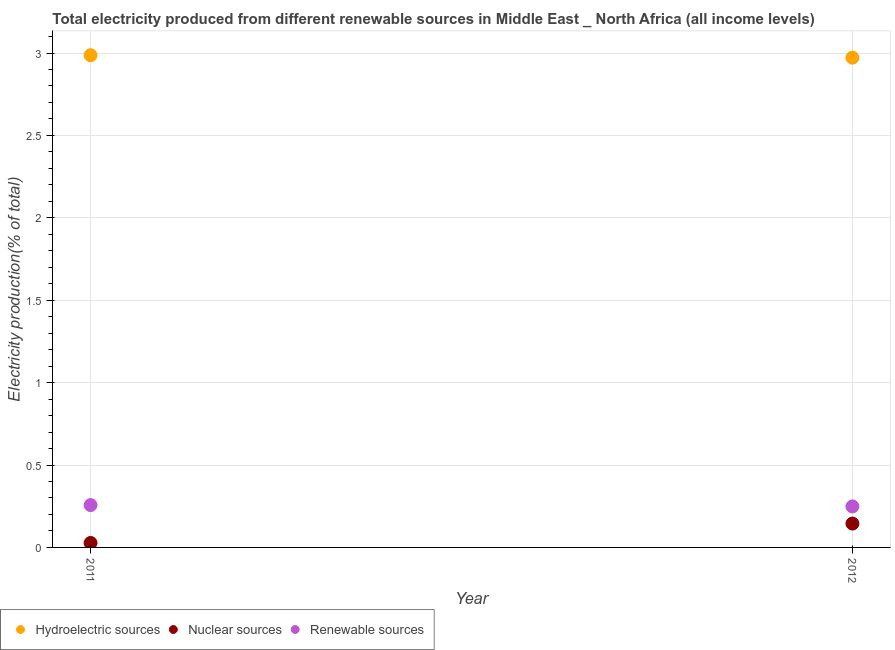 Total electricity produced from different renewable sources in Middle East _ North Africa (all income levels)
Electricity production(% of total)
3
2.5
2
1.5
1
0.5
0
2011
2012
Year
Hydroelectric sources
Nuclear sources
Renewable sources